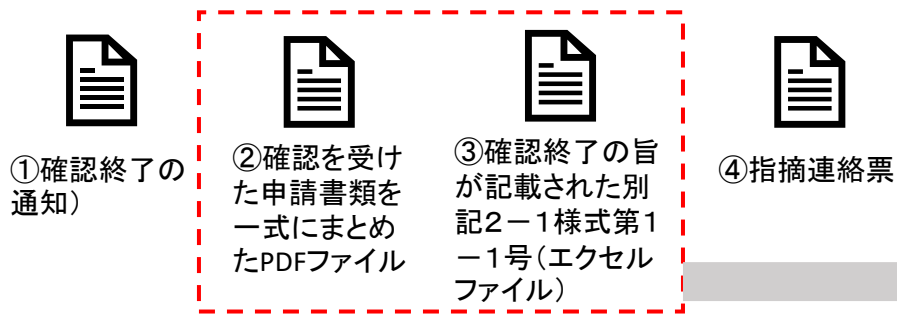 ①確認終了の
通知）
②確認を受け
た申請書類を
一式にまとめ
たPDFファイル
③確認終了の旨
が記載された別
記２－１様式第１
－１号（エクセル
ファイル）
④指摘連絡票